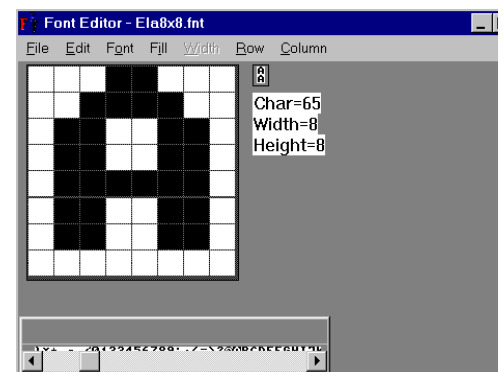 Font Editor - Ela8x8.fnt
File Edit Font Fill Width Row Column
A
A
Char=65
Width=8
Height=8